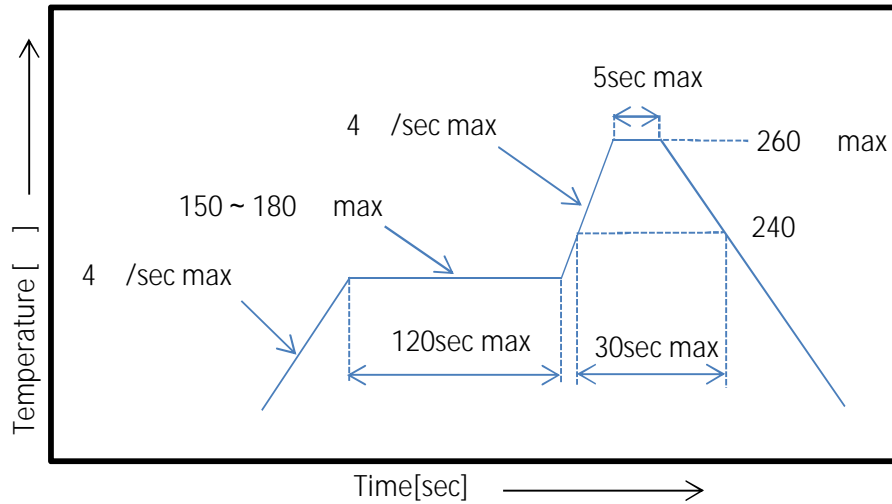 5sec max
4 /sec max
260 max
150 ~ 180 max
240
4 /sec max
120sec max
30sec max
Temperature[ ]
Time[sec]